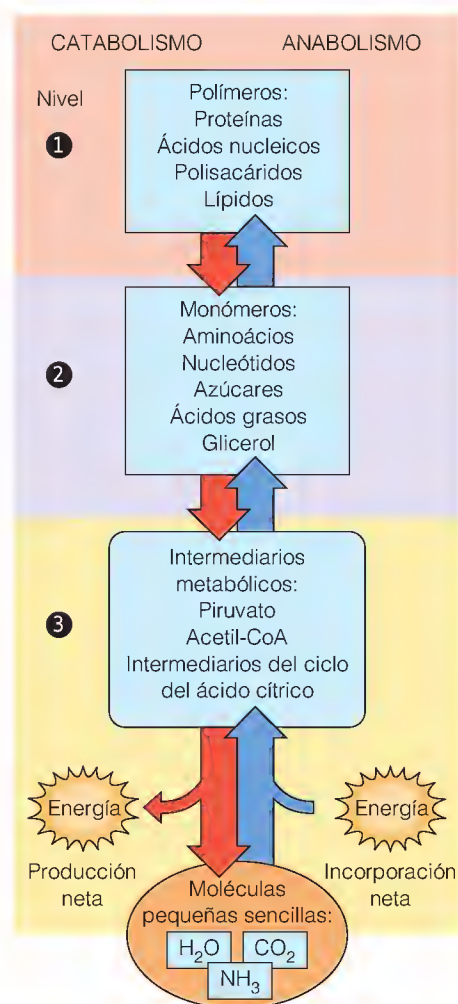 CATABOLISMO
ANABOLISMO
Nivel
1
Polímeros:
Proteínas
Ácidos nucleicos
Polisacáridos
Lípidos
2
Monómeros:
Aminoácios
Nucleótidos
Azúcares
Ácidos grasos
Glicerol
3
Intermediarios
metabólicos:
Piruvato
Acetil-CoA
Intermediarios del ciclo
del ácido cítrico
Energía
Producción
neta
Energía
Incorporación
neta
Moléculas
pequeñas sencillas:
H₂O
CO₂
NH₃